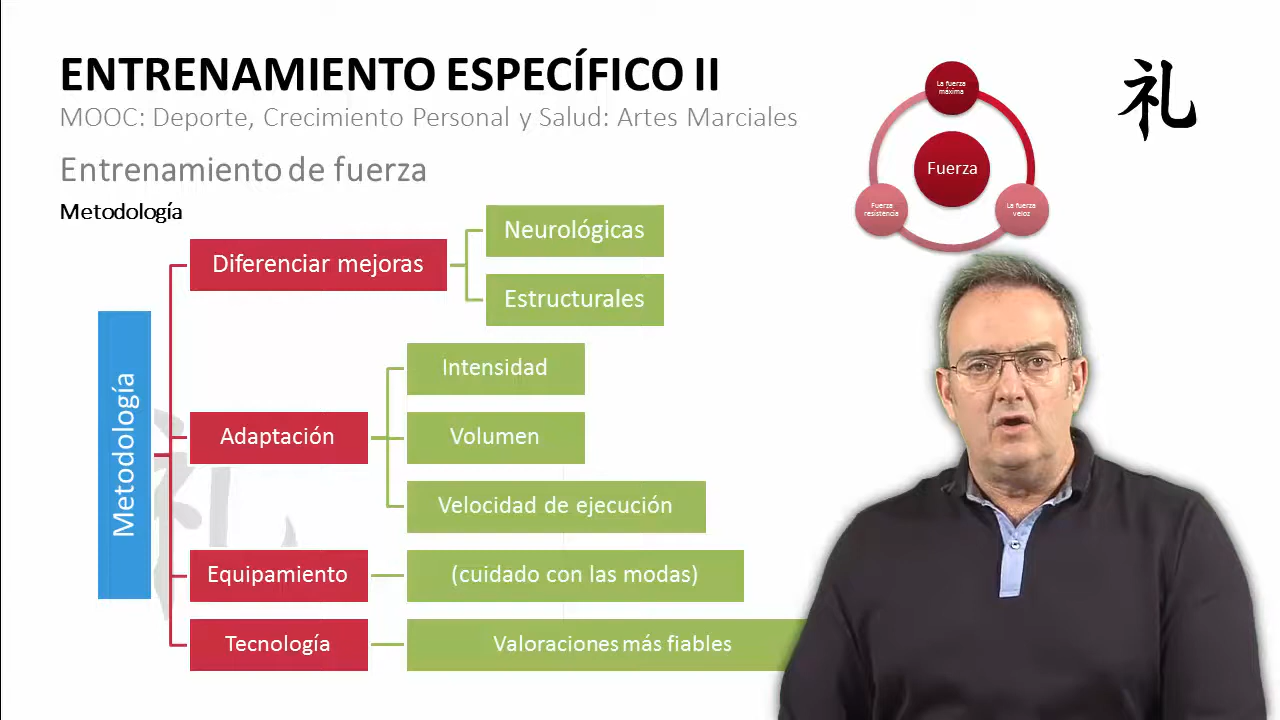 ENTRENAMIENTO ESPECÍFICO II
MOOC: Deporte, Crecimiento Personal y Salud: Artes Marciales
Entrenamiento de fuerza
Metodología
La fuerza
máxima
Fuerza
Fuerza
resistencia
La fuerza
veloz
礼
Metodología
Diferenciar mejoras
Neurológicas
Estructurales
Adaptación
Intensidad
Volumen
Velocidad de ejecución
Equipamiento
(cuidado con las modas)
Tecnología
Valoraciones más fiables
礼